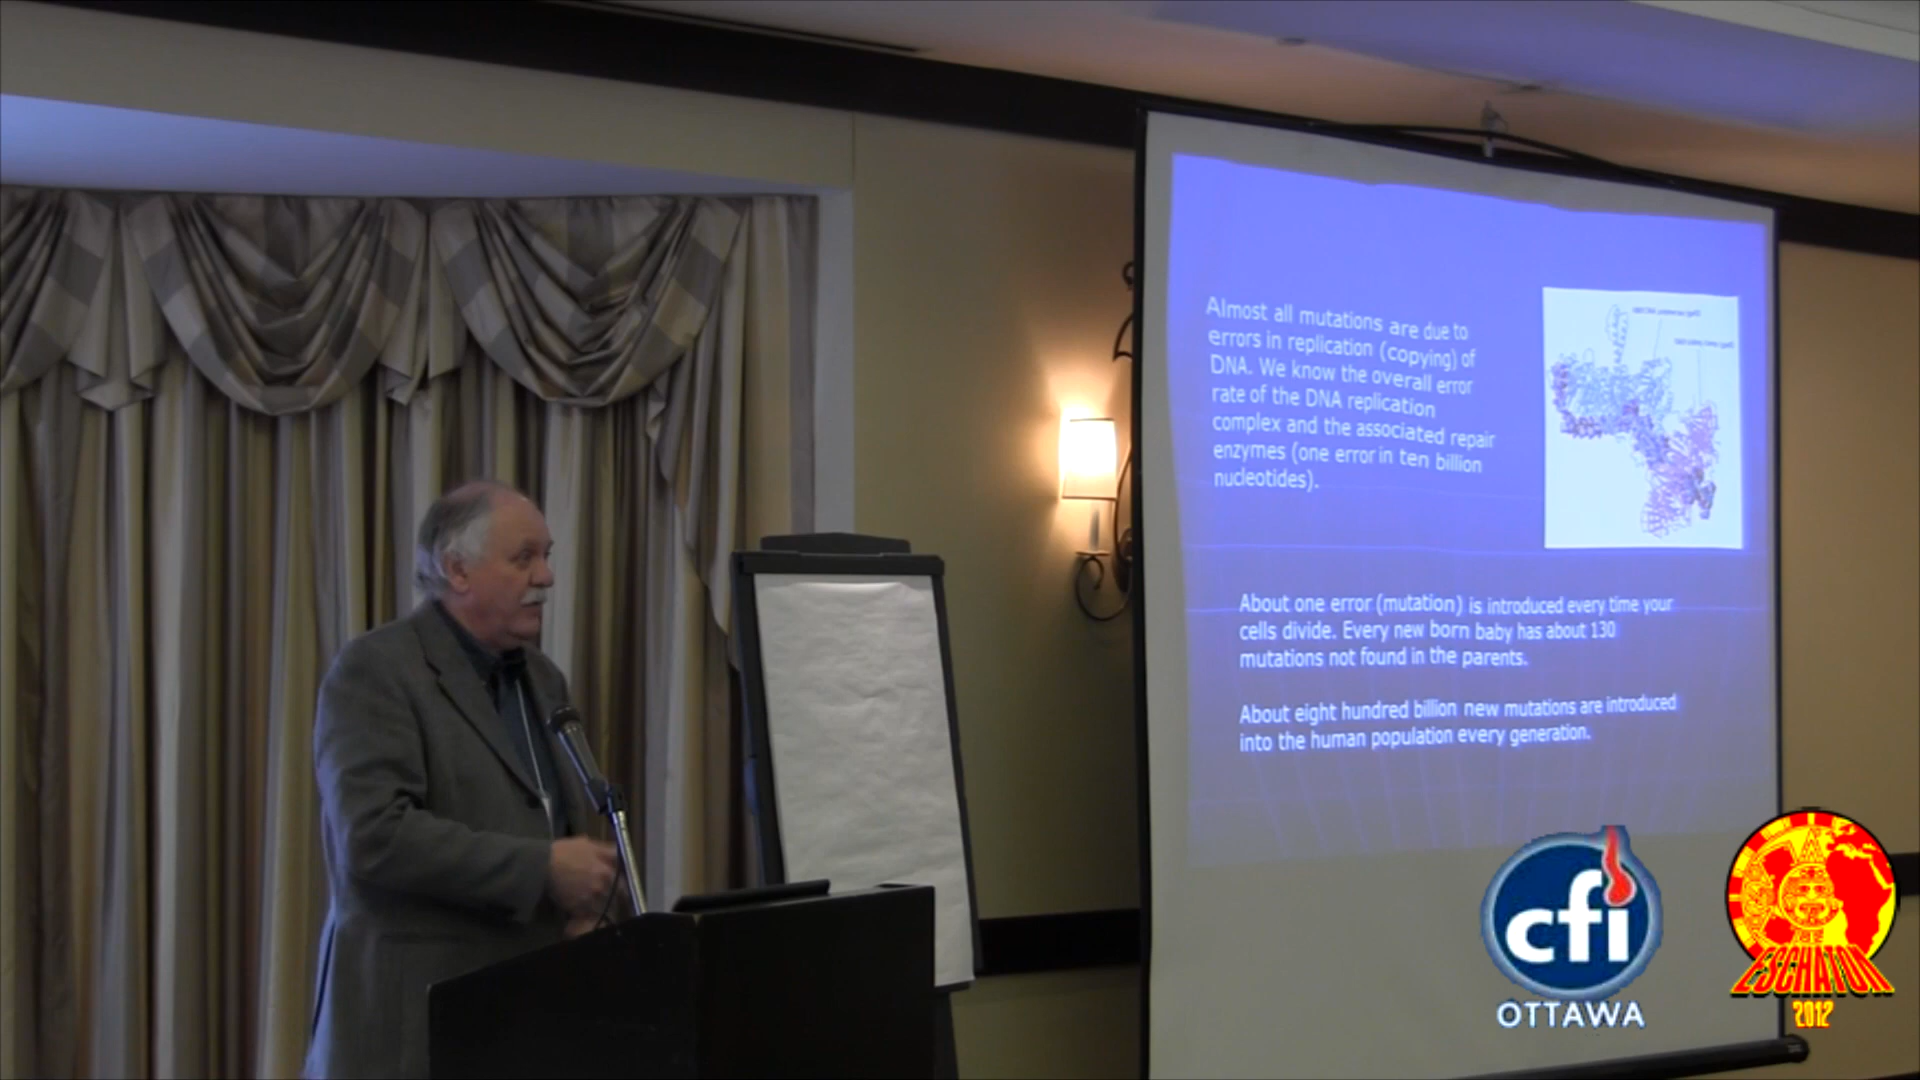 Almost all mutations are due to
errors in replication (copying) of
DNA. We know the overall error
rate of the DNA replication
complex and the associated repair
enzymes (one error in ten billion
nucleotides).
About one error (mutation) is introduced every time your
cells divide. Every new born baby has about 130
mutations not found in the parents.
About eight hundred billion new mutations are introduced
into the human population every generation.
cfi
OTTAWA
ESCHATON
2012